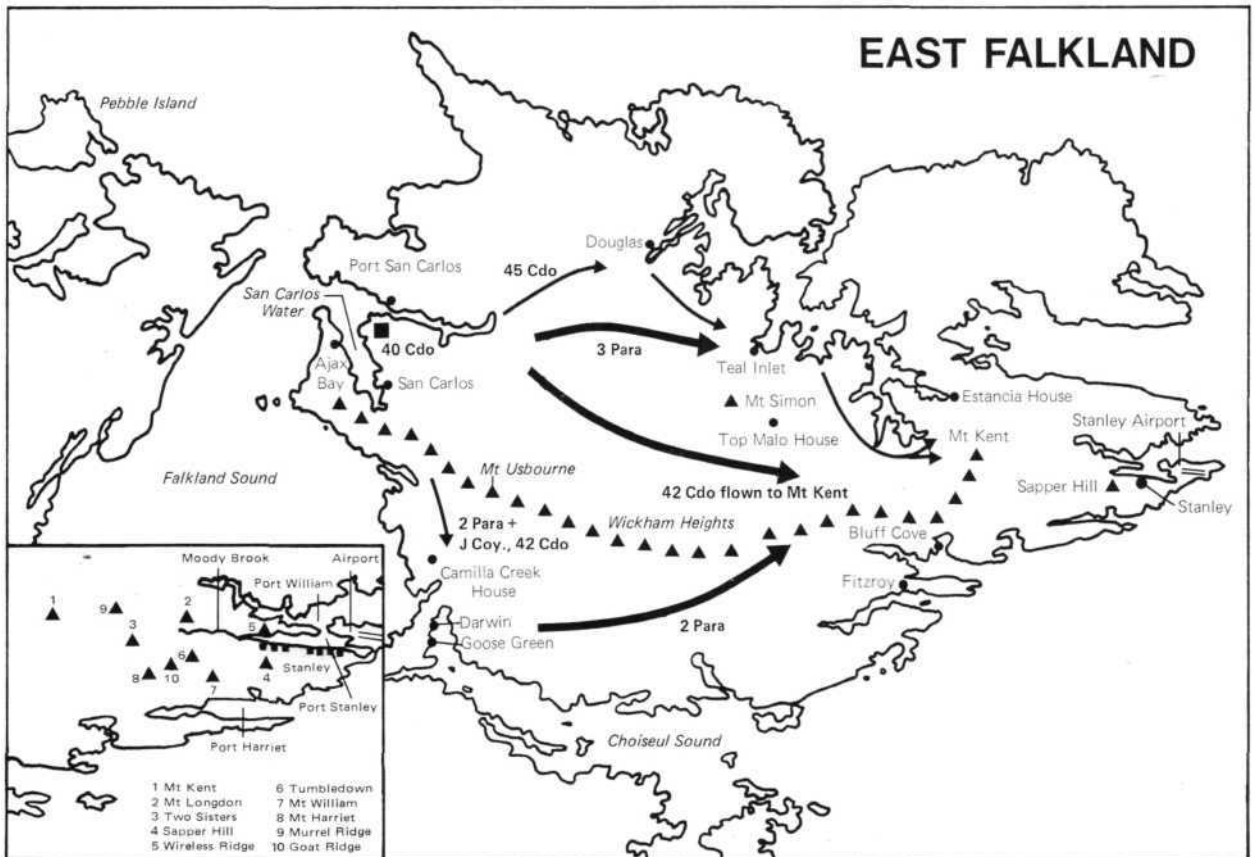 EAST FALKLAND
Pebble Island
Douglas
Port San Carlos
45 Cdo
San Carlos
Water
40 Cdo
3 Para
Ajax
Bay
San Carlos
Teal Inlet
Mt Simon
Estancia House
Top Malo House
Mt Kent
Stanley Airport
Falkland Sound
Mt Usbourne
42 Cdo flown to Mt Kent
Sapper Hill
Stanley
2 Para +
J Coy., 42 Cdo
Wickham Heights
Bluff Cove
Camilla Creek
House
Fitzroy
Darwin
Goose Green
2 Para
Choiseul Sound
Moody Brook
Airport
Port William
1
9
2
3
5
6
8
10
7
4
Stanley
Port Stanley
Port Harriet
1 Mt Kent
2 Mt Longdon
3 Two Sisters
4 Sapper Hill
5 Wireless Ridge
6 Tumbledown
7 Mt William
8 Mt Harriet
9 Murrel Ridge
10 Goat Ridge